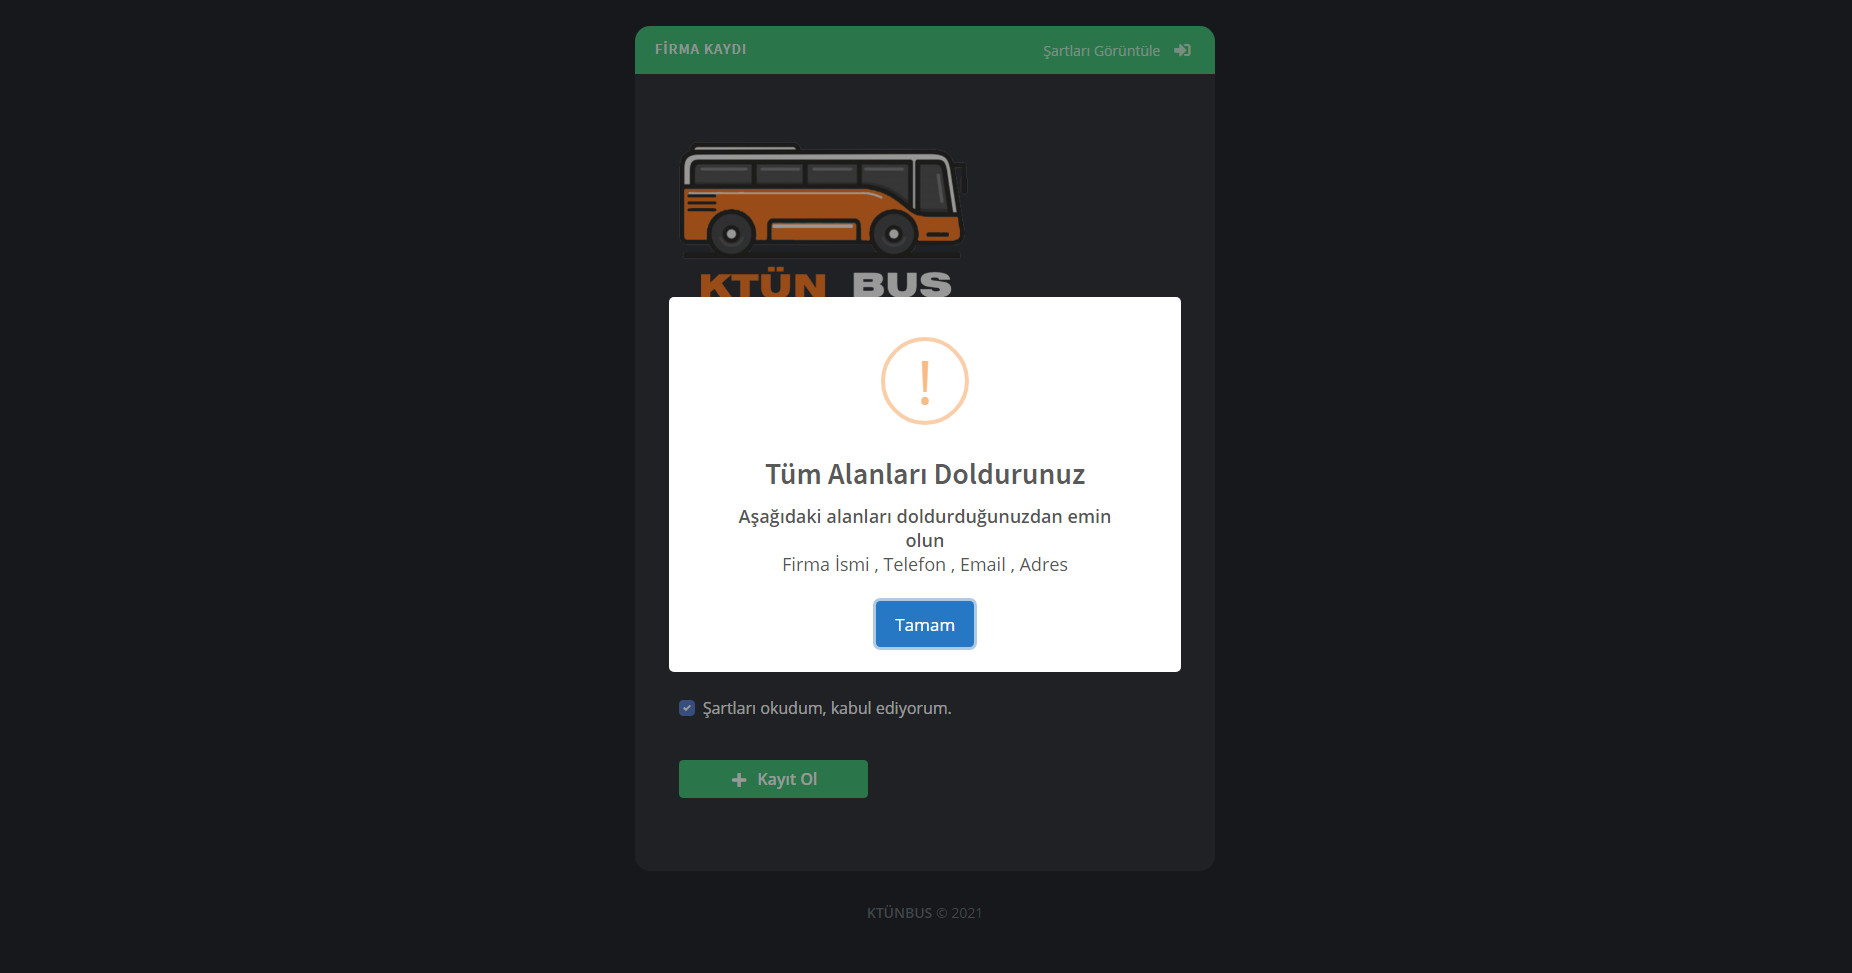 FİRMA KAYDI
Şartları Görüntüle
KTÜN BUS
!
Tüm Alanları Doldurunuz
Aşağıdaki alanları doldurduğunuzdan emin
olun
Firma İsmi , Telefon , Email , Adres
Tamam
Şartları okudum, kabul ediyorum.
Kayıt Ol
KTÜNBUS © 2021